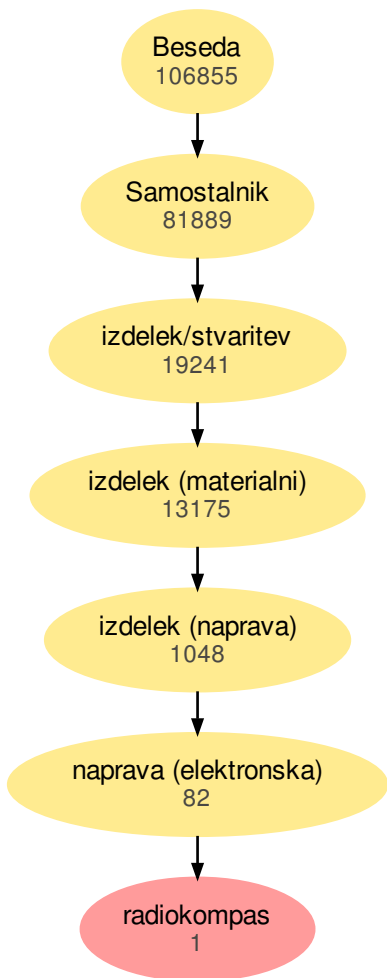 Beseda
106855
Samostalnik
81889
izdelek/stvaritev
19241
izdelek (materialni)
13175
izdelek (naprava)
1048
naprava (elektronska)
82
radiokompas
1